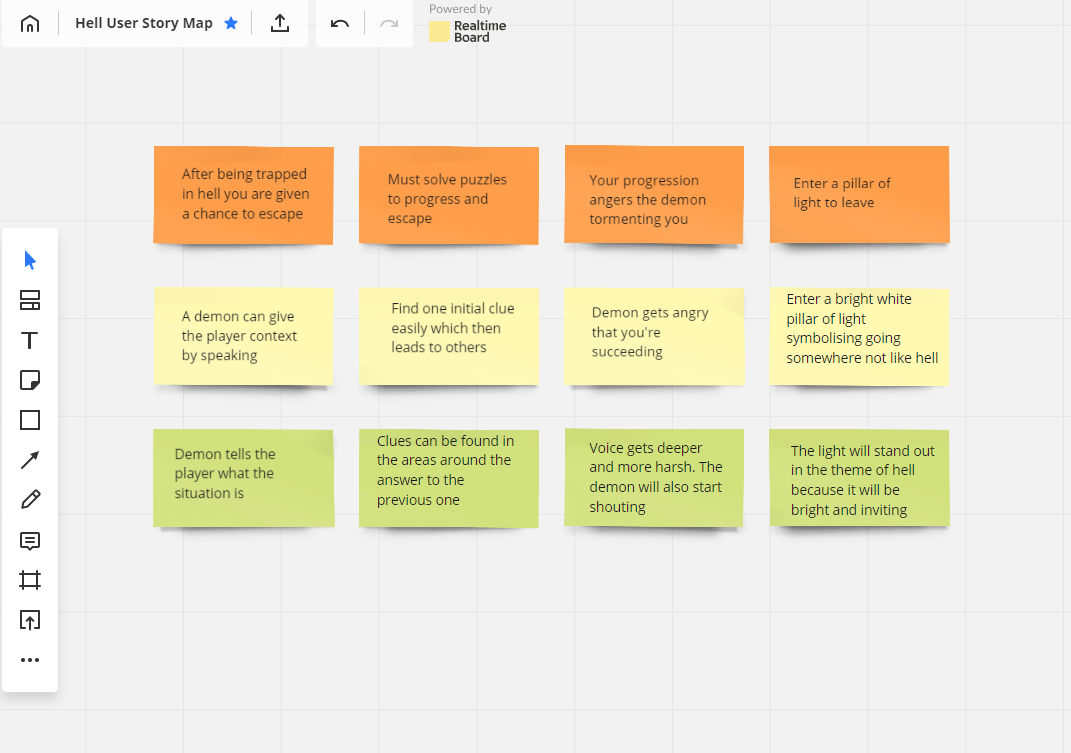 Hell User Story Map
Powered by
Realtime
Board
After being trapped
in hell you are given
a chance to escape
Must solve puzzles
to progress and
escape
Your progression
angers the demon
tormenting you
Enter a pillar of
light to leave
A demon can give
the player context
by speaking
Find one initial clue
easily which then
leads to others
Demon gets angry
that you're
succeeding
Enter a bright white
pillar of light
symbolising going
somewhere not like hell
Demon tells the
player what the
situation is
Clues can be found in
the areas around the
answer to the
previous one
Voice gets deeper
and more harsh. The
demon will also start
shouting
The light will stand out
in the theme of hell
because it will be
bright and inviting
T